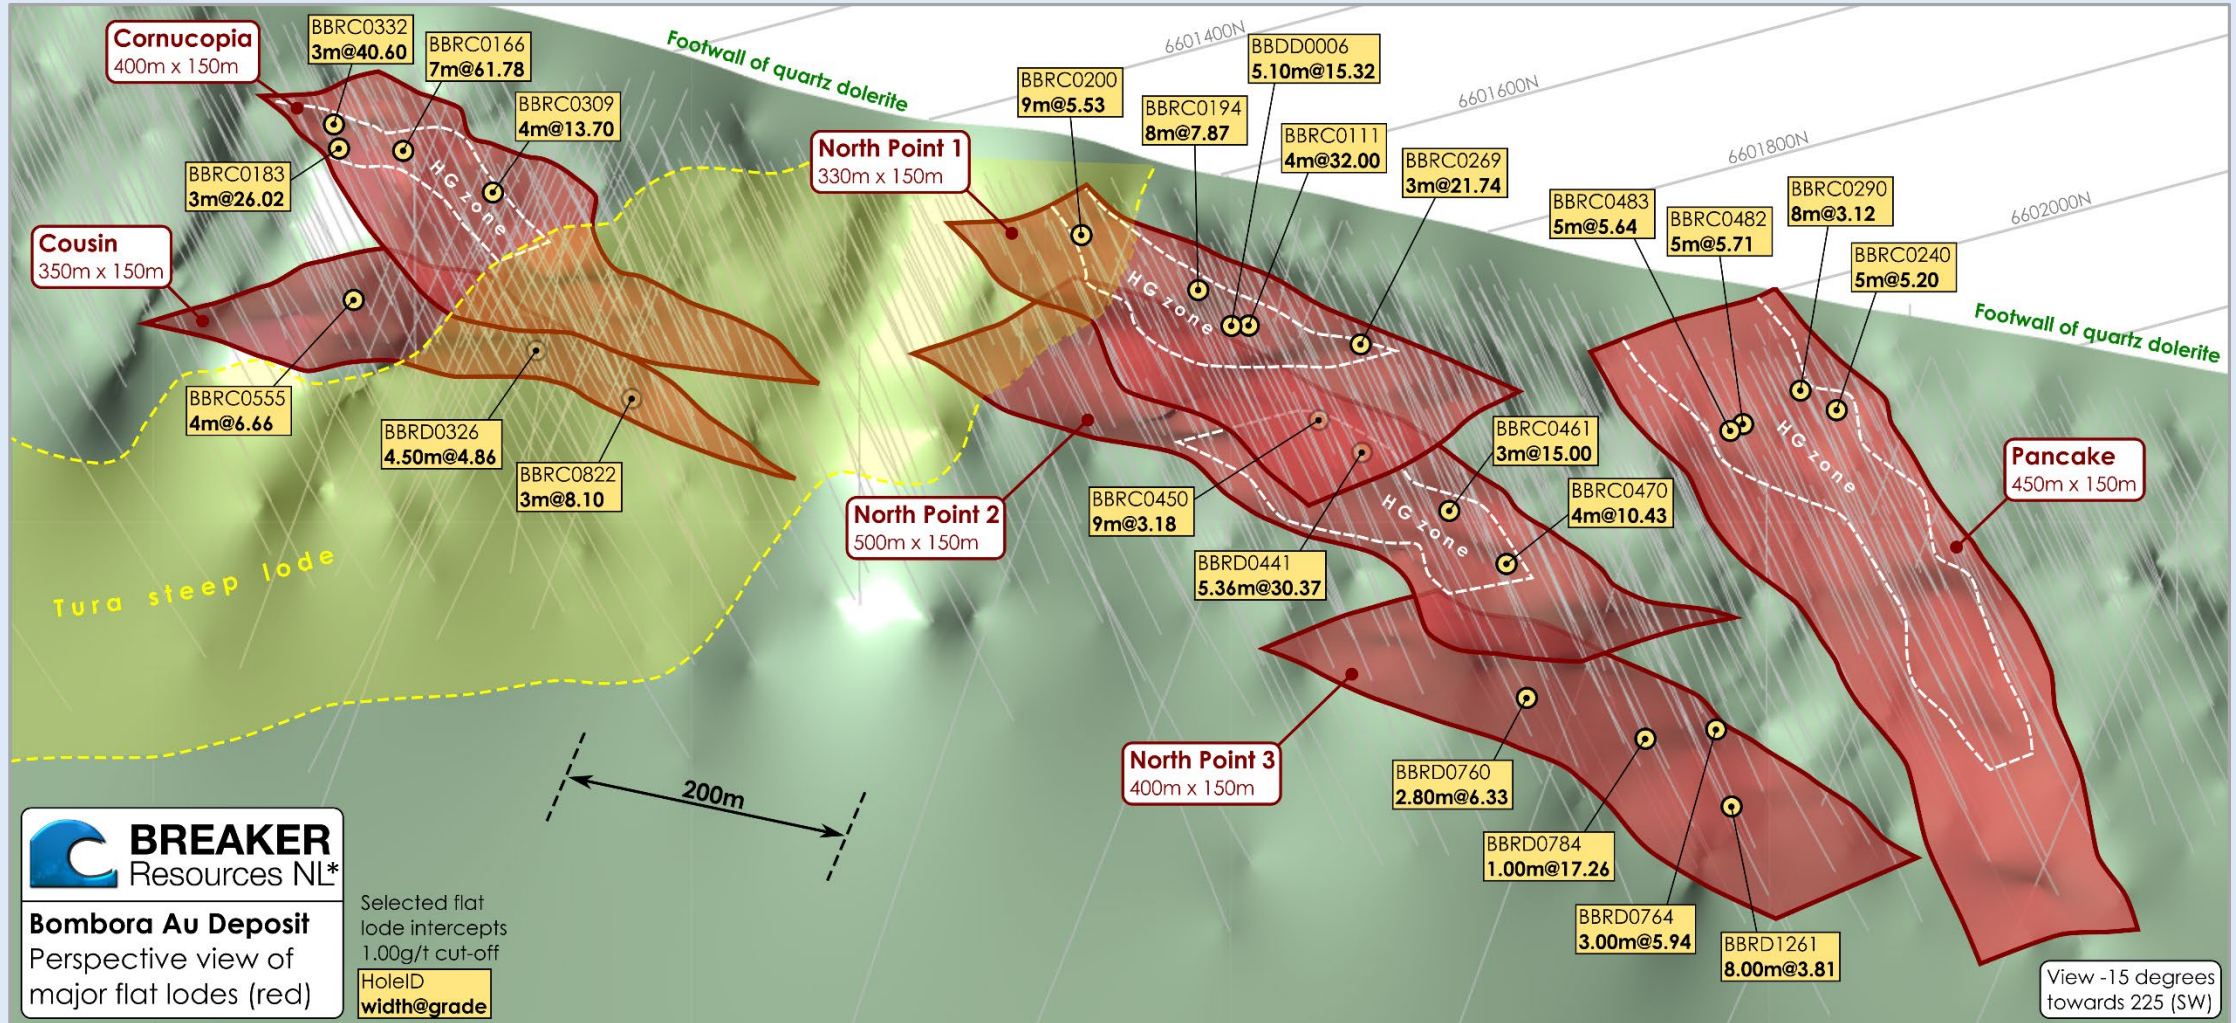 Cornucopia
400m x 150m
BBRC0332
3m@40.60
BBRC0166
7m@61.78
BBRC0309
4m@13.70
BBRC0183
3m@26.02
HG zone
Cousin
350m x 150m
BBRC0555
4m@6.66
BBRD0326
4.50m@4.86
BBRC0822
3m@8.10
Tura steep lode
Footwall of quartz dolerite
6601400N
6601600N
6601800N
6602000N
North Point 1
330m x 150m
BBRC0200
9m@5.53
BBRC0194
8m@7.87
BBDD0006
5.10m@15.32
BBRC0111
4m@32.00
BBRC0269
3m@21.74
HG zone
North Point 2
500m x 150m
BBRC0450
9m@3.18
BBRD0441
5.36m@30.37
BBRC0461
3m@15.00
BBRC0470
4m@10.43
HG zone
North Point 3
400m x 150m
BBRD0760
2.80m@6.33
BBRD0784
1.00m@17.26
BBRD0764
3.00m@5.94
BBRD1261
8.00m@3.81
BBRC0483
5m@5.64
BBRC0482
5m@5.71
BBRC0290
8m@3.12
BBRC0240
5m@5.20
HG zone
Footwall of quartz dolerite
Pancake
450m x 150m
200m
BREAKER
Resources NL*
Bombora Au Deposit
Perspective view of
major flat lodes (red)
Selected flat
lode intercepts
1.00g/t cut-off
HoleID
width@grade
View -15 degrees
towards 225 (SW)